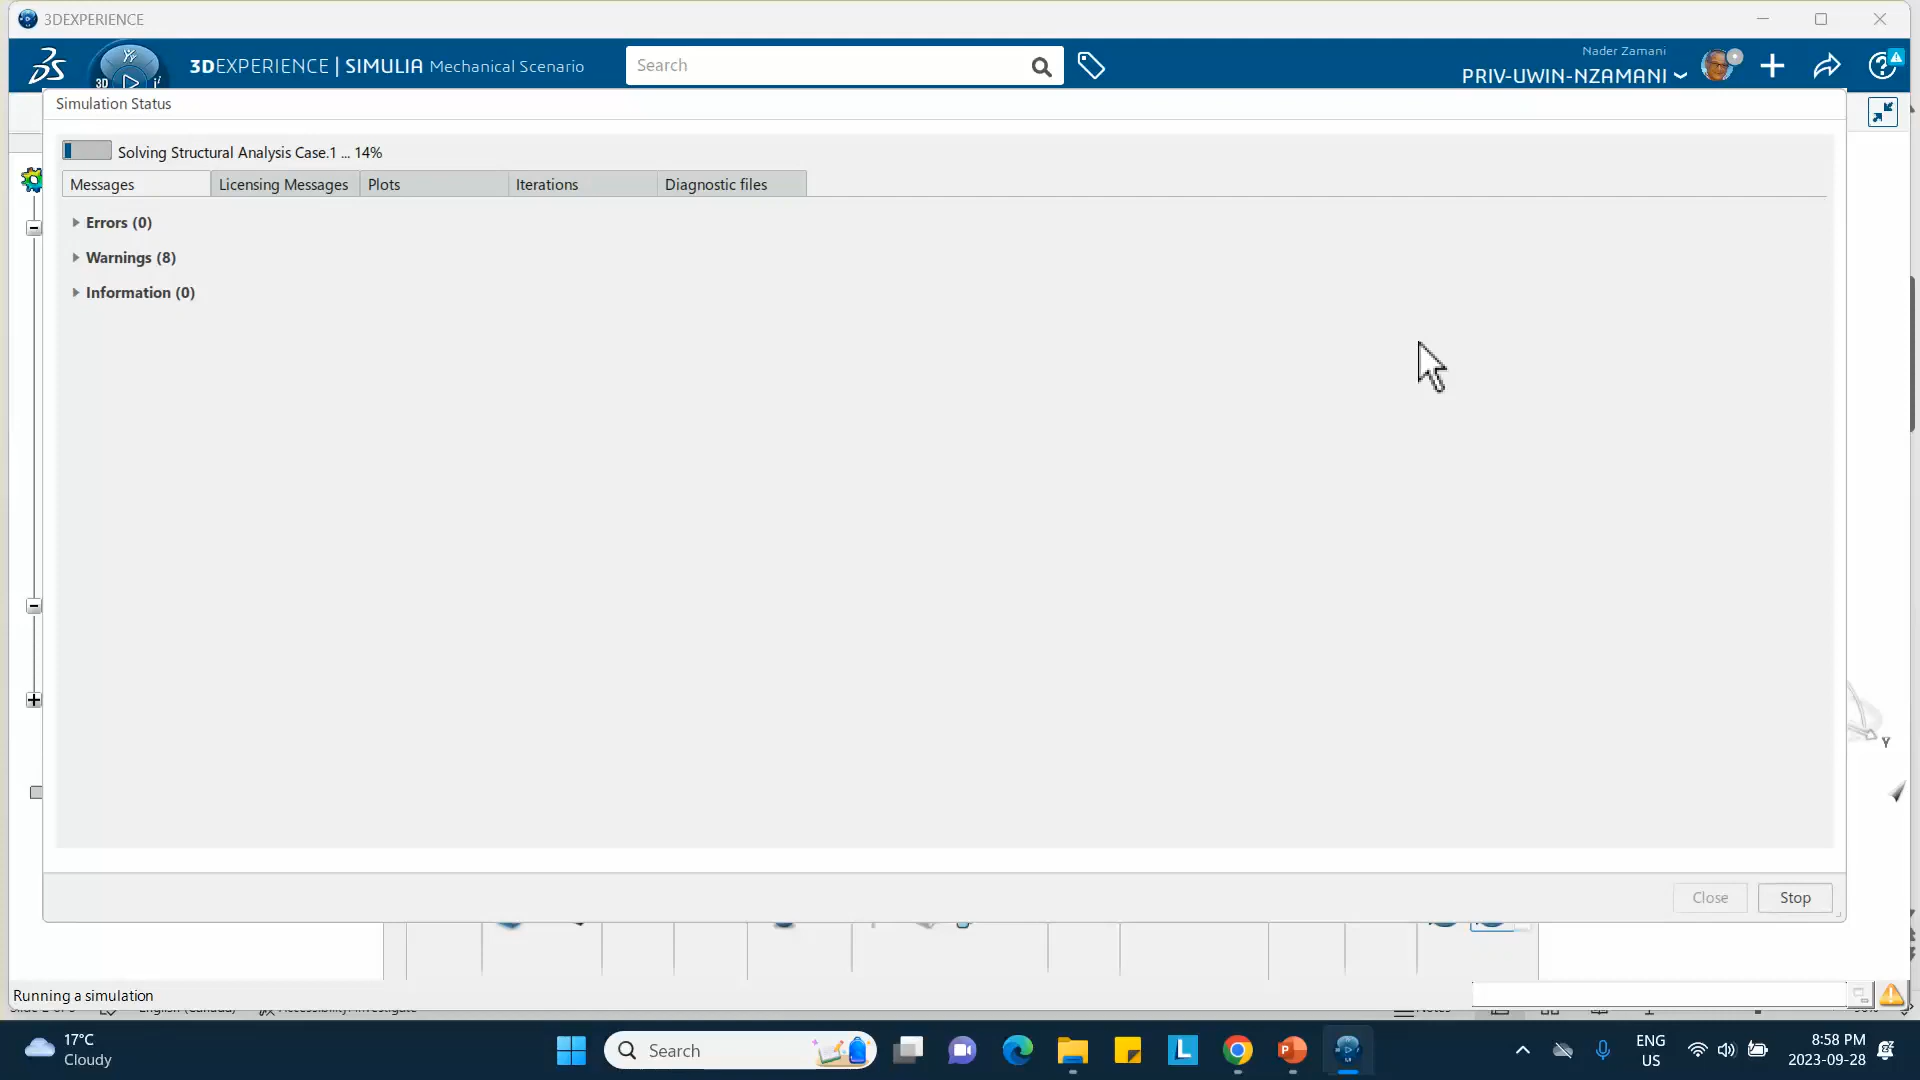 3DEXPERIENCE
3DEXPERIENCE | SIMULIA Mechanical Scenario
3D
Search
Nader Zamani
PRIV-UWIN-NZAMANI
Simulation Status
Solving Structural Analysis Case.1 ... 14%
Messages
Licensing Messages
Plots
Iterations
Diagnostic files
Errors (0)
Warnings (8)
Information (0)
Y
Close
Stop
Running a simulation
17°C
Cloudy
Search
ENG
US
8:58 PM
2023-09-28